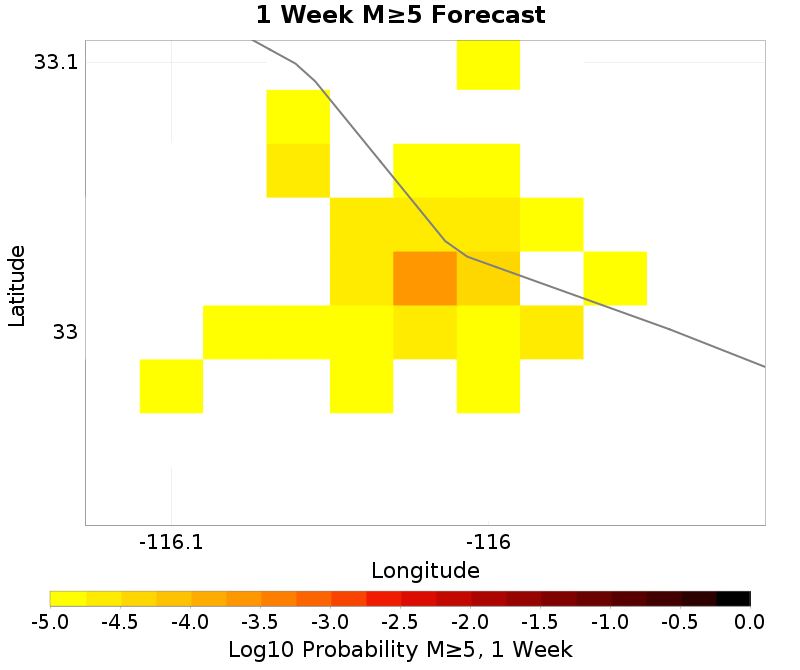 1 Week M≥5 Forecast
33.1
33
Latitude
-116.1 -116
Longitude
-5.0 -4.5 -4.0 -3.5 -3.0 -2.5 -2.0 -1.5 -1.0 -0.5 0.0
Log10 Probability M≥5, 1 Week